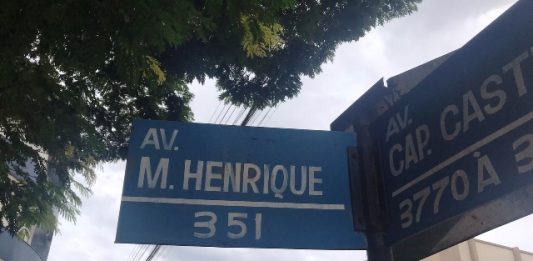 AV.
M. HENRIQUE
351
AV.
CAP. CAST
3770 À 3